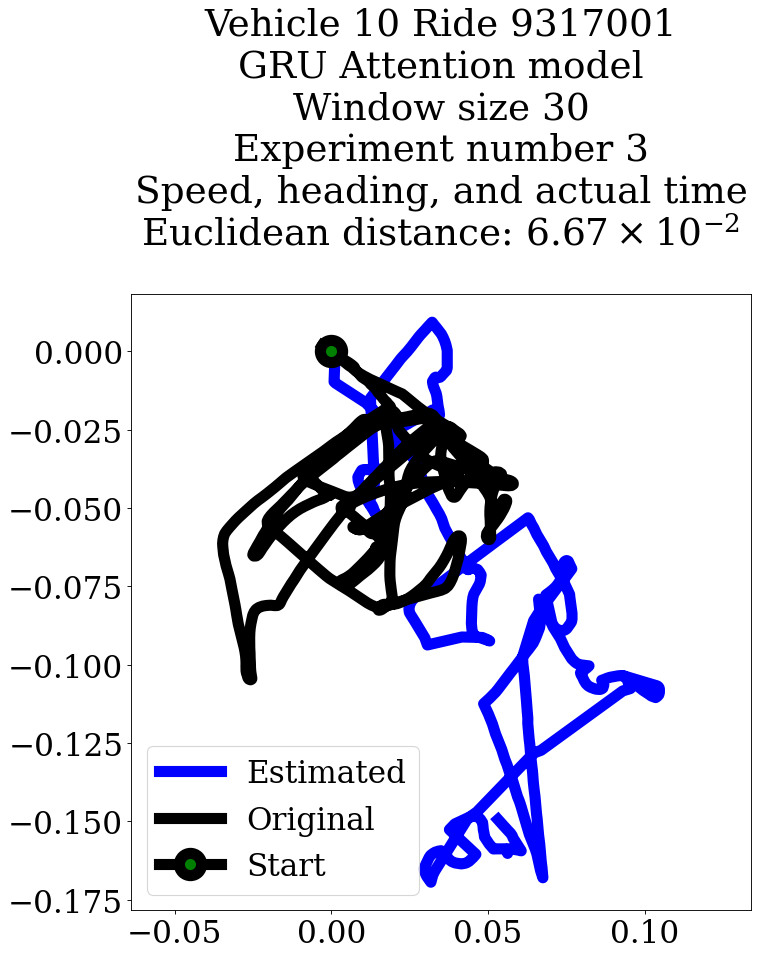 Vehicle 10 Ride 9317001
GRU Attention model
Window size 30
Experiment number 3
Speed, heading, and actual time
Euclidean distance: 6.67 × 10⁻²
0.000
−0.025
−0.050
−0.075
−0.100
−0.125
−0.150
−0.175
Estimated
Original
Start
−0.05
0.00
0.05
0.10